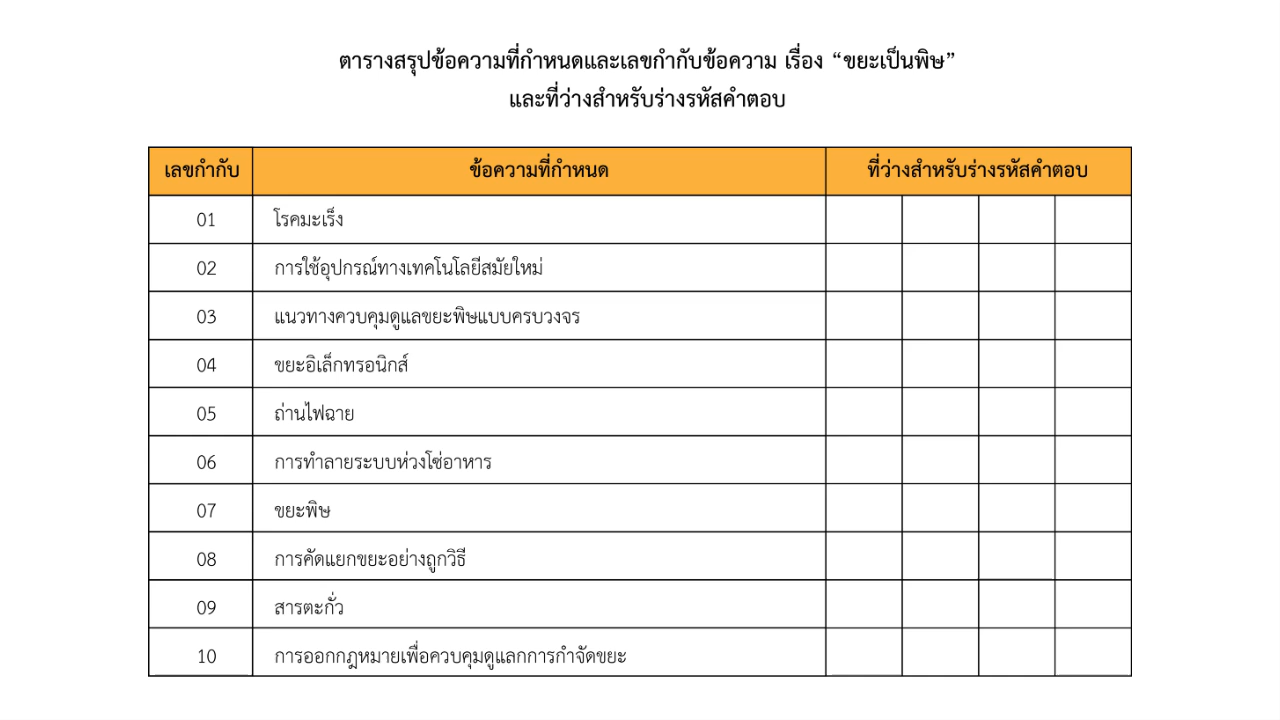 ตารางสรุปข้อความที่กำหนดและเลขกำกับข้อความ เรื่อง “ขยะเป็นพิษ”
และที่ว่างสำหรับร่างรหัสคำตอบ
เลขกำกับ ข้อความที่กำหนด ที่ว่างสำหรับร่างรหัสคำตอบ
01 โรคมะเร็ง
02 การใช้อุปกรณ์ทางเทคโนโลยีสมัยใหม่
03 แนวทางควบคุมดูแลขยะพิษแบบครบวงจร
04 ขยะอิเล็กทรอนิกส์
05 ถ่านไฟฉาย
06 การทำลายระบบห่วงโซ่อาหาร
07 ขยะพิษ
08 การคัดแยกขยะอย่างถูกวิธี
09 สารตะกั่ว
10 การออกกฎหมายเพื่อควบคุมดูแลกการกำจัดขยะ